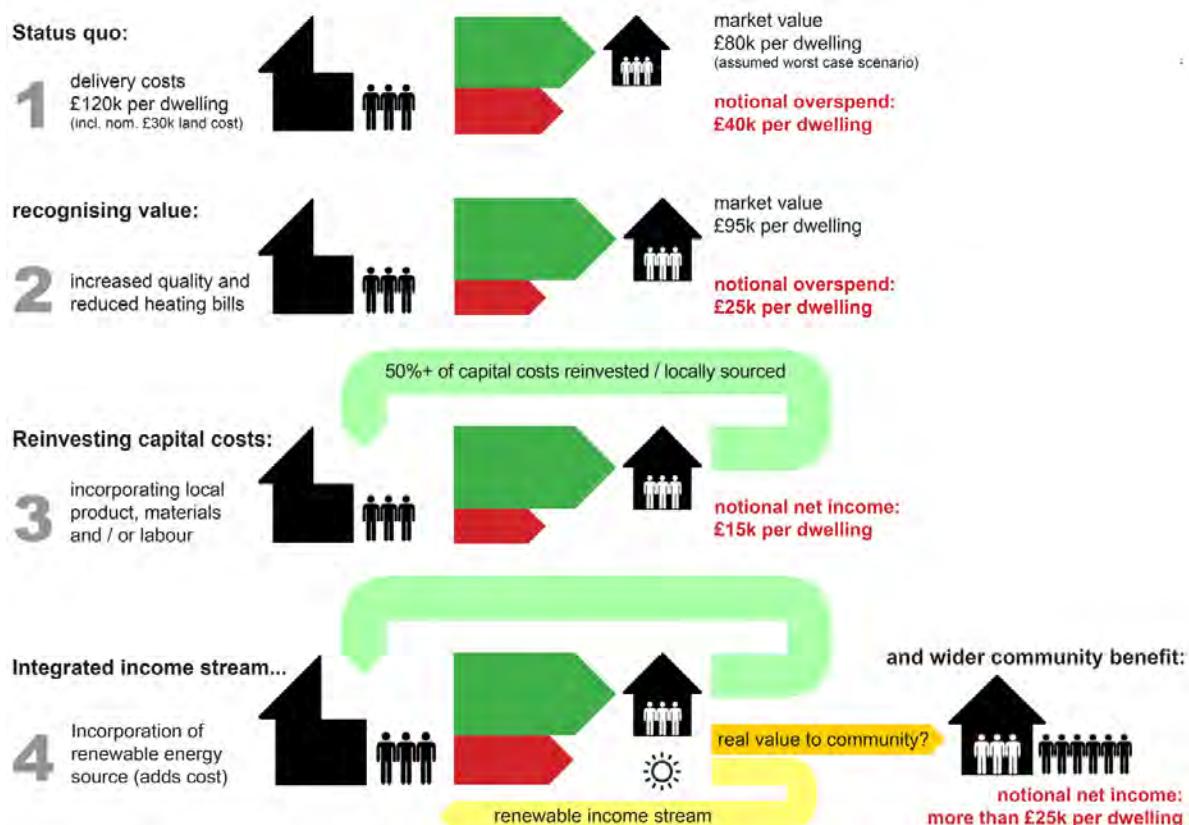 Status quo:
1
delivery costs
£120k per dwelling
(incl. nom. £30k land cost)
market value
£80k per dwelling
(assumed worst case scenario)
notional overspend:
£40k per dwelling
recognising value:
2
increased quality and
reduced heating bills
market value
£95k per dwelling
notional overspend:
£25k per dwelling
50%+ of capital costs reinvested / locally sourced
Reinvesting capital costs:
3
incorporating local
product, materials
and / or labour
notional net income:
£15k per dwelling
Integrated income stream...
4
Incorporation of
renewable energy
source (adds cost)
real value to community?
renewable income stream
and wider community benefit:
notional net income:
more than £25k per dwelling